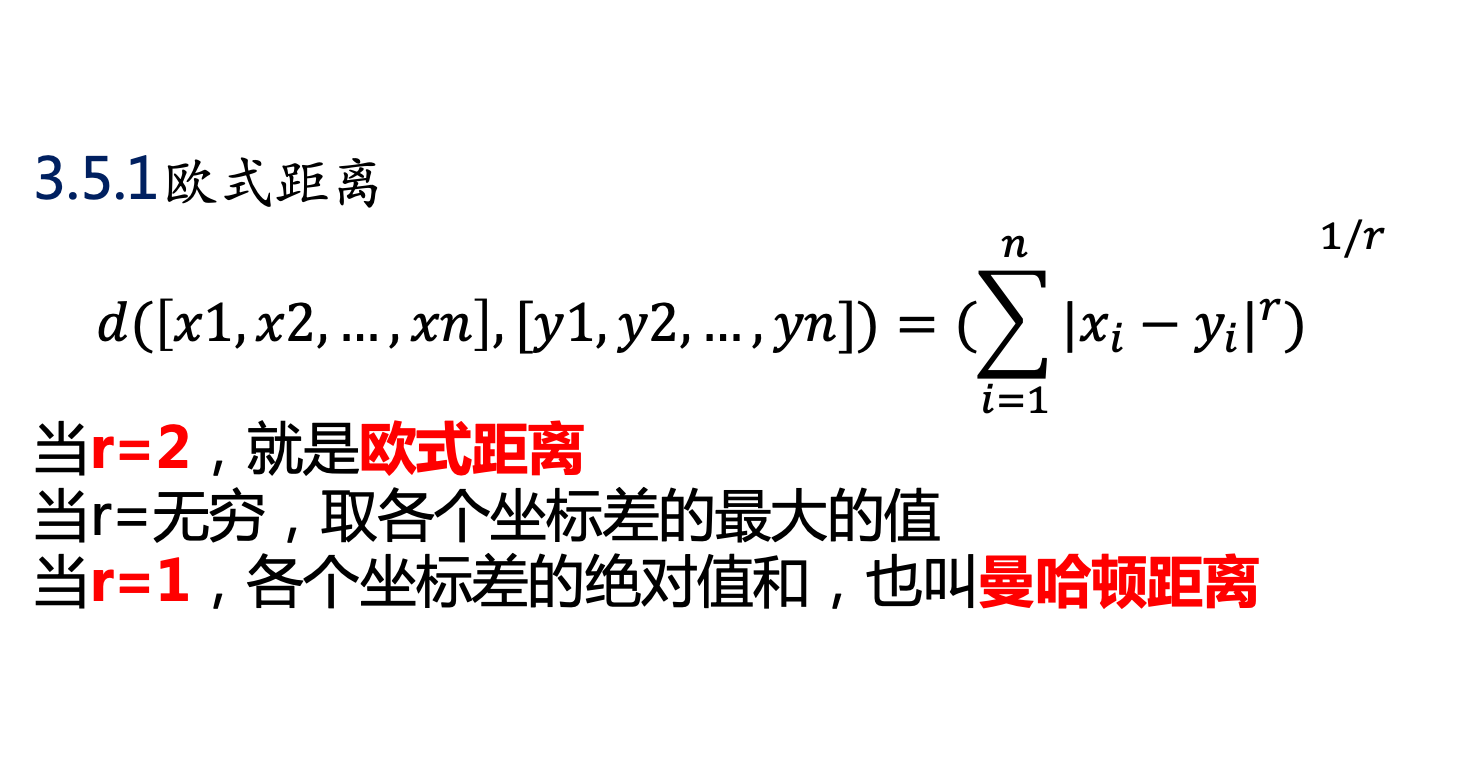 3.5.1欧式距离
d([x1,x2,…,xn],[y1,y2,…,yn]) = (∑_{i=1}^{n}|x_i − y_i|^r)^{1/r}
当r=2，就是欧式距离
当r=无穷，取各个坐标差的最大的值
当r=1，各个坐标差的绝对值和，也叫曼哈顿距离